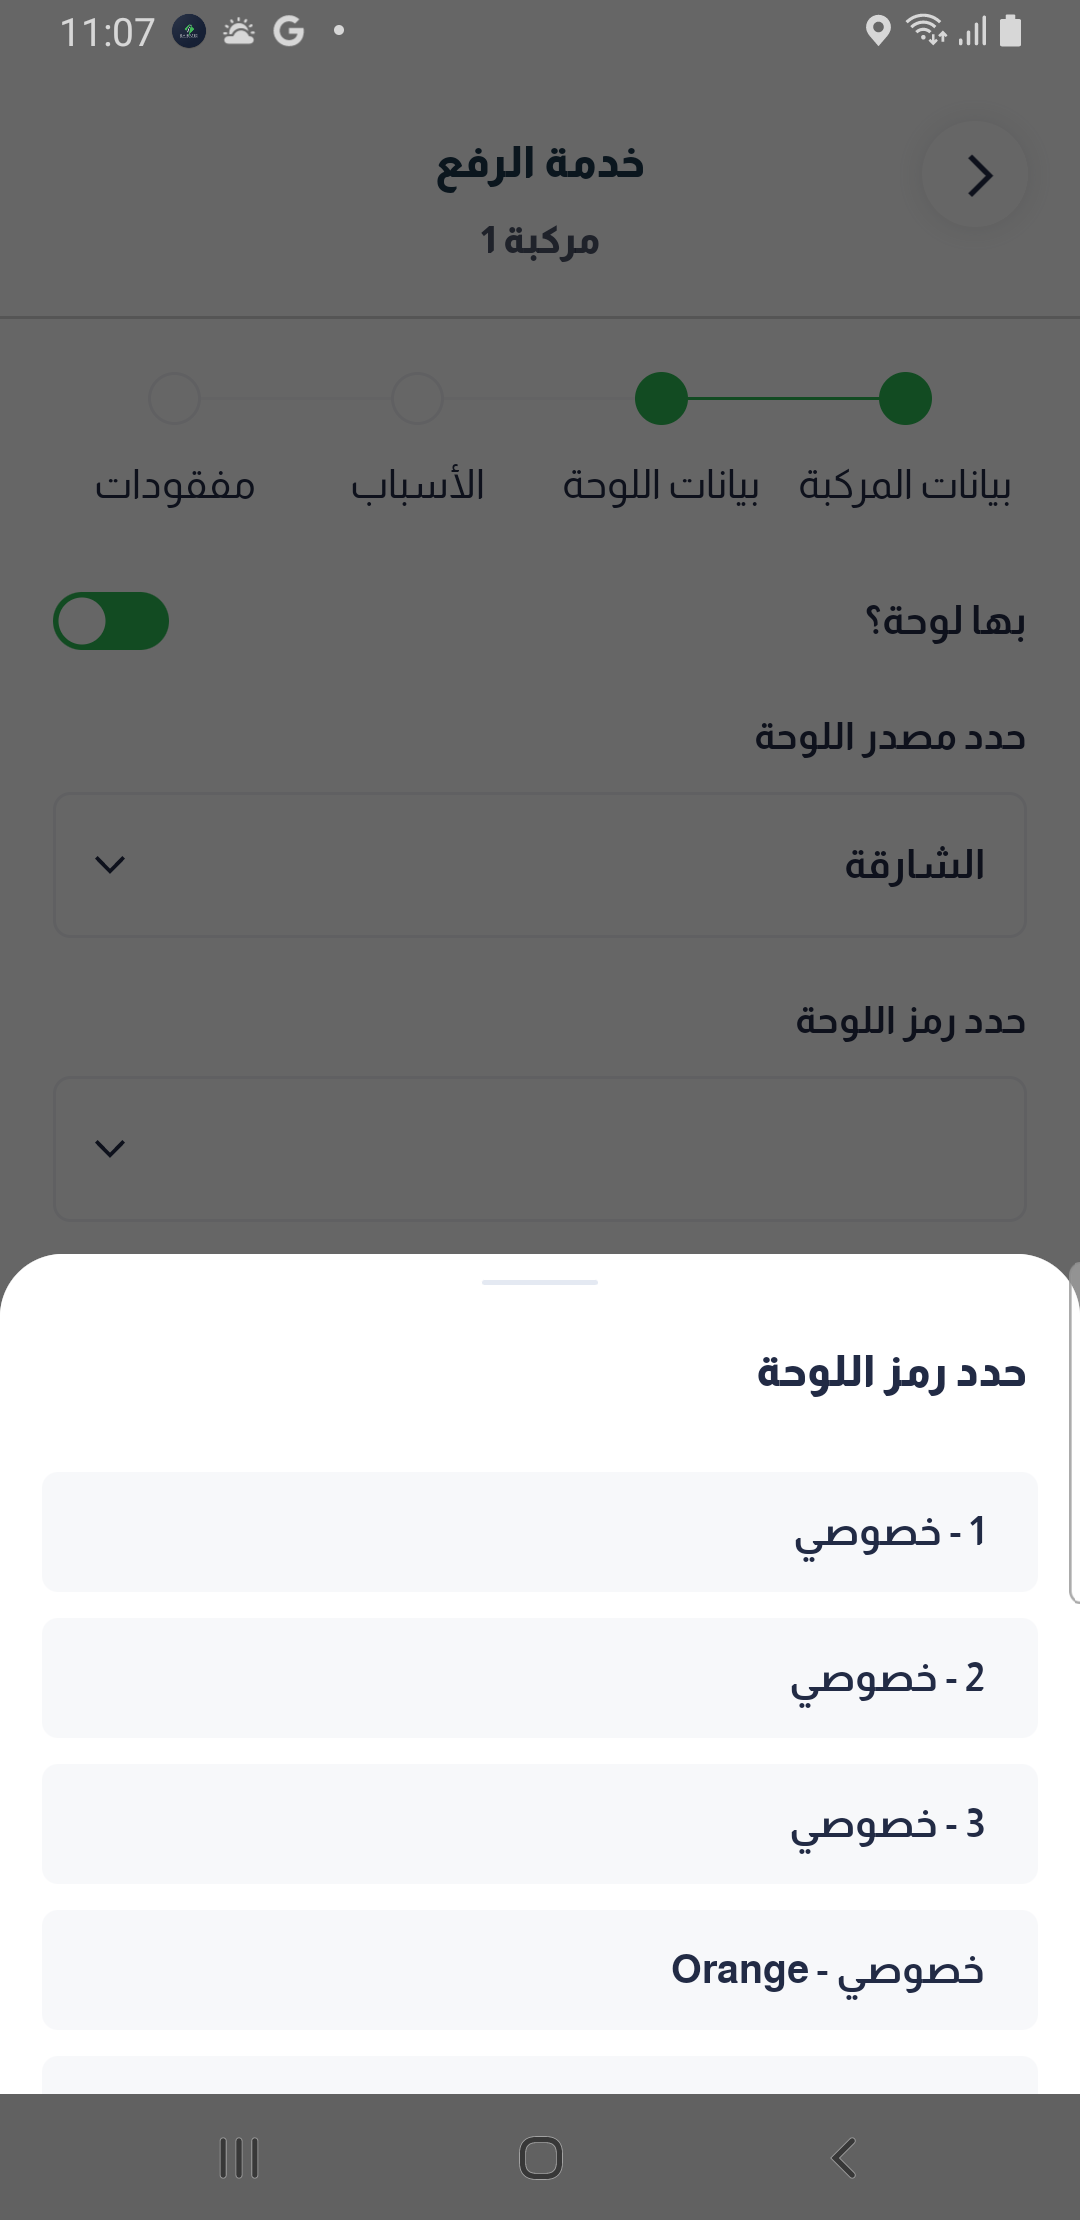 11:07
خدمة الرفع
مركبة 1
بيانات المركبة
بيانات اللوحة
الأسباب
مفقودات
بها لوحة؟
حدد مصدر اللوحة
الشارقة
حدد رمز اللوحة
حدد رمز اللوحة
1 - خصوصي
2 - خصوصي
3 - خصوصي
خصوصي - Orange